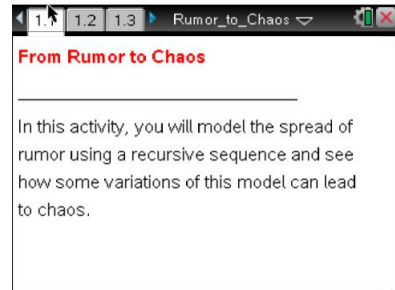 1.1 1.2 1.3 Rumor_to_Chaos
From Rumor to Chaos
In this activity, you will model the spread of
rumor using a recursive sequence and see
how some variations of this model can lead
to chaos.